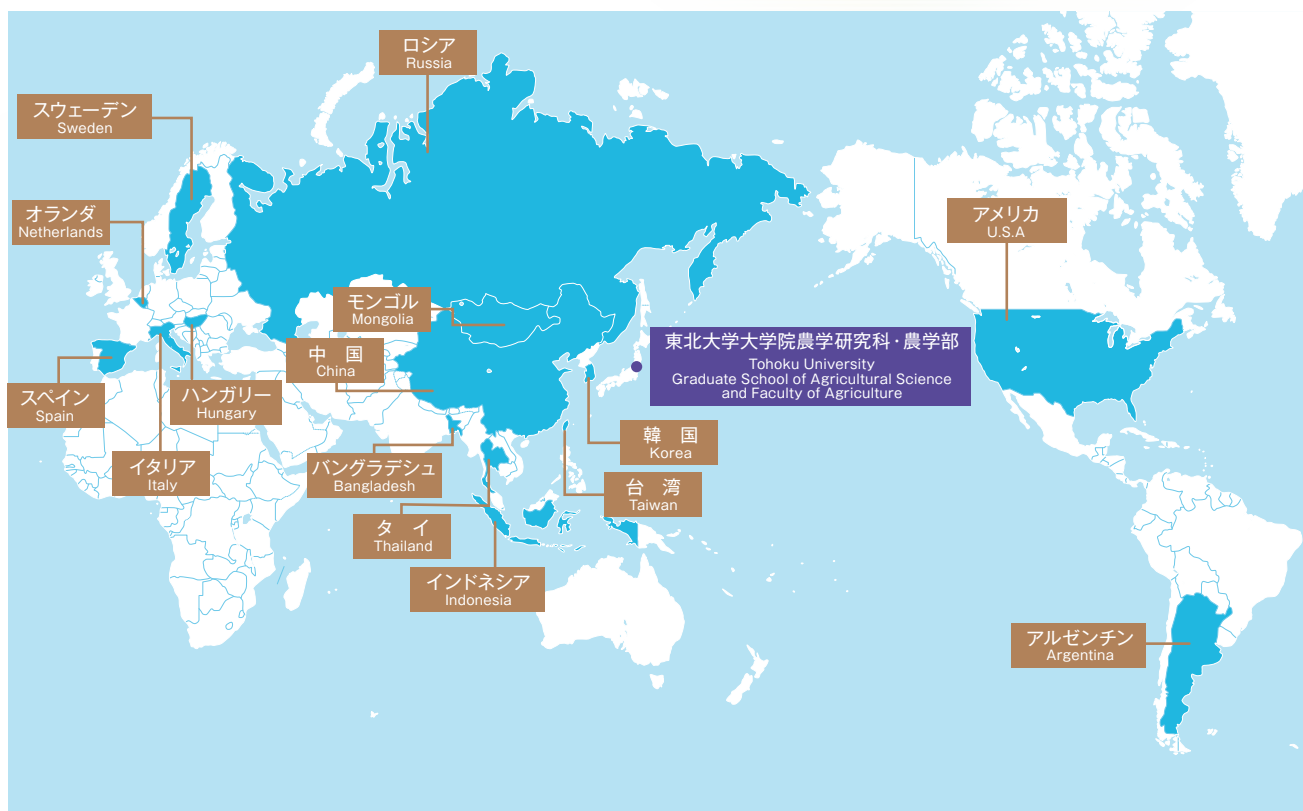 ロシア
Russia
スウェーデン
Sweden
オランダ
Netherlands
アメリカ
U.S.A
モンゴル
Mongolia
東北大学大学院農学研究科・農学部
Tohoku University
Graduate School of Agricultural Science
and Faculty of Agriculture
中　国
China
スペイン
Spain
ハンガリー
Hungary
韓　国
Korea
イタリア
Italy
バングラデシュ
Bangladesh
台　湾
Taiwan
タ　イ
Thailand
インドネシア
Indonesia
アルゼンチン
Argentina